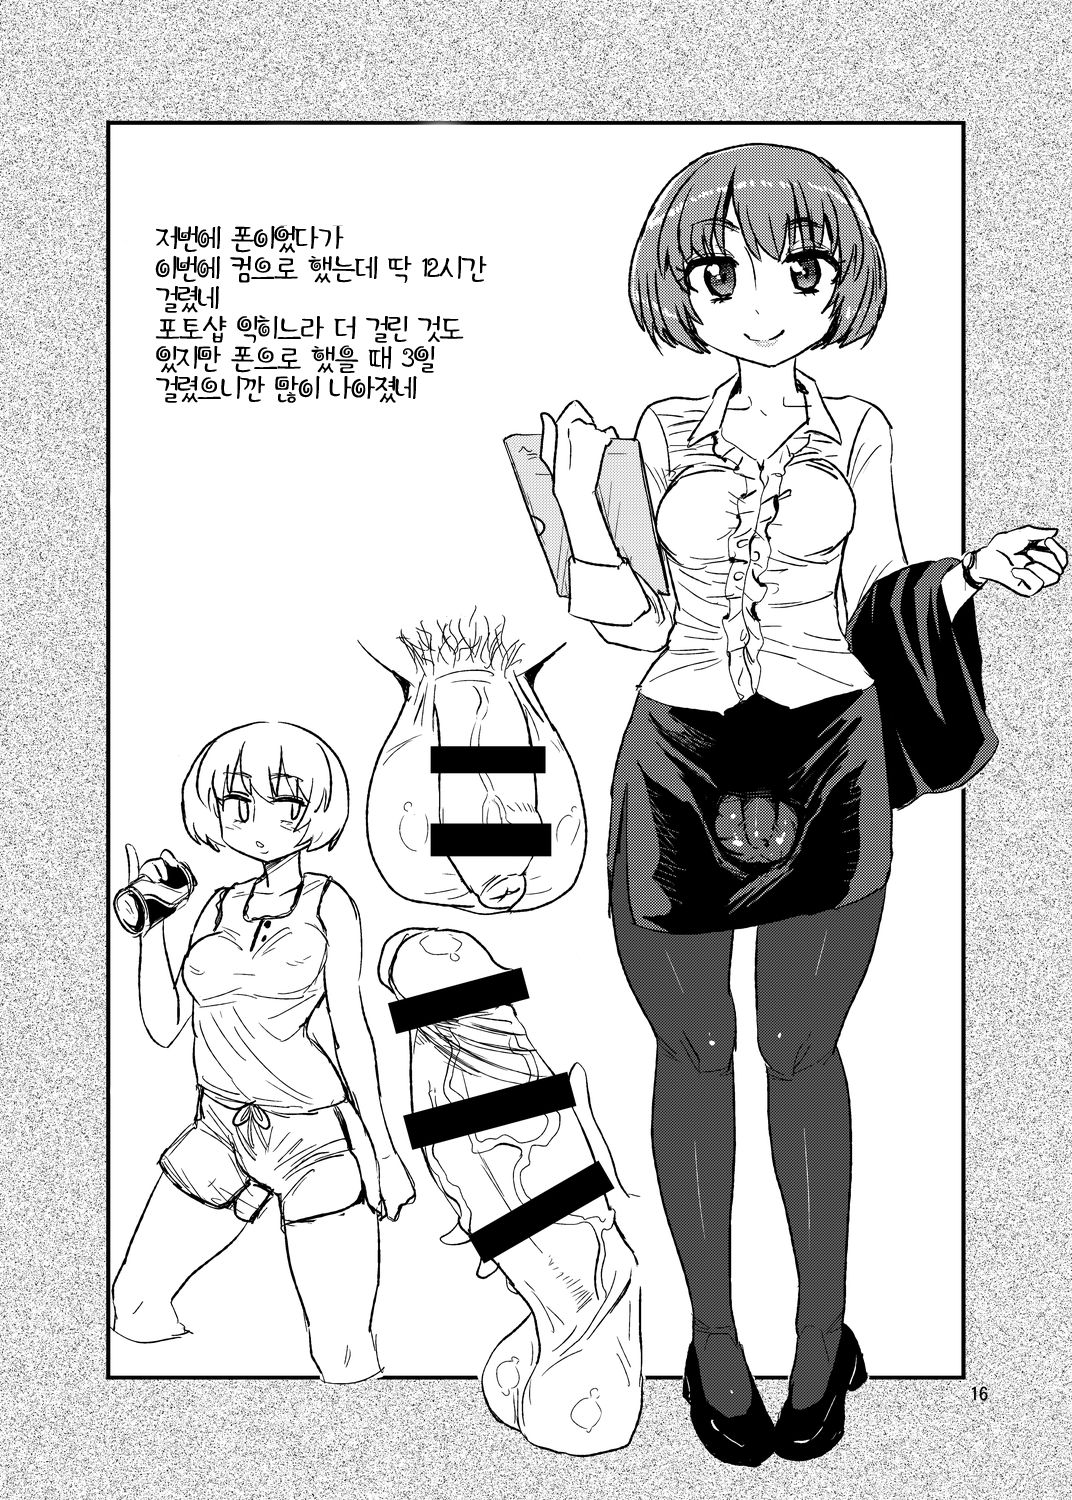 저번에 폰이었다가
이번에 컴으로 했는데 딱 12시간
걸렸네
포토샵 익히느라 더 걸린 것도
있지만 폰으로 했을 때 3일
걸렸으니깐 많이 나아졌네
16